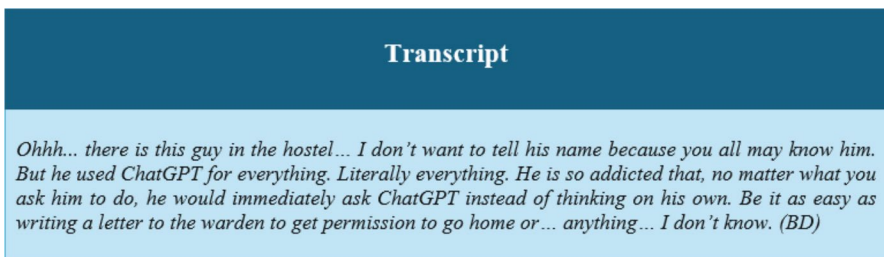 Transcript
Ohhh... there is this guy in the hostel… I don’t want to tell his name because you all may know him.
But he used ChatGPT for everything. Literally everything. He is so addicted that, no matter what you
ask him to do, he would immediately ask ChatGPT instead of thinking on his own. Be it as easy as
writing a letter to the warden to get permission to go home or… anything… I don’t know. (BD)